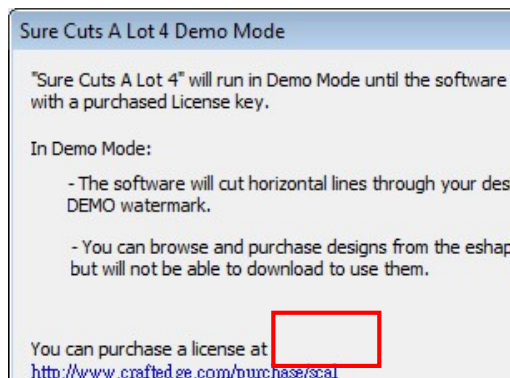 Sure Cuts A Lot 4 Demo Mode
"Sure Cuts A Lot 4" will run in Demo Mode until the software
with a purchased License key.
In Demo Mode:
- The software will cut horizontal lines through your des
DEMO watermark.
- You can browse and purchase designs from the eshap
but will not be able to download to use them.
You can purchase a license at
http://www.craftedge.com/purchase/scal